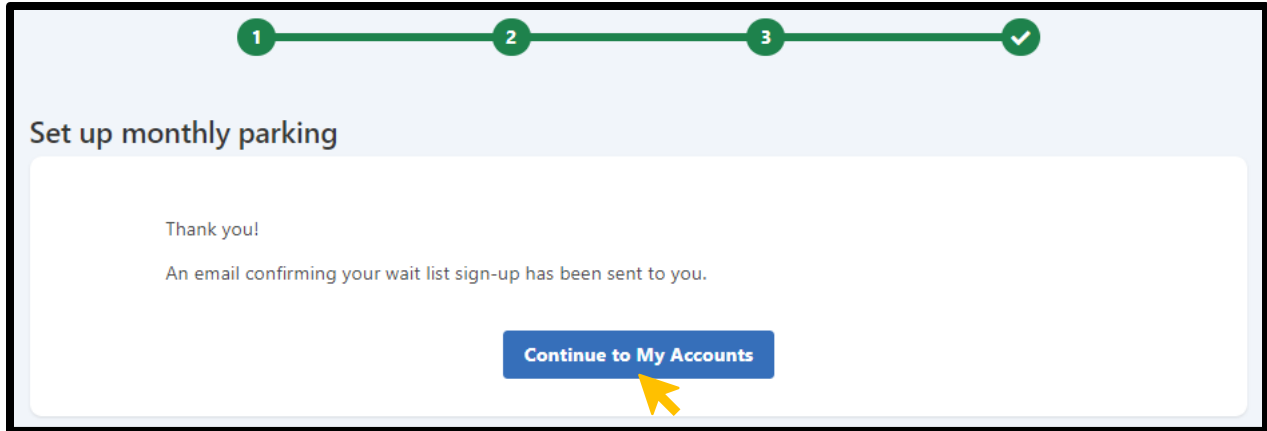 1 2 3
Set up monthly parking
Thank you!
An email confirming your wait list sign-up has been sent to you.
Continue to My Accounts